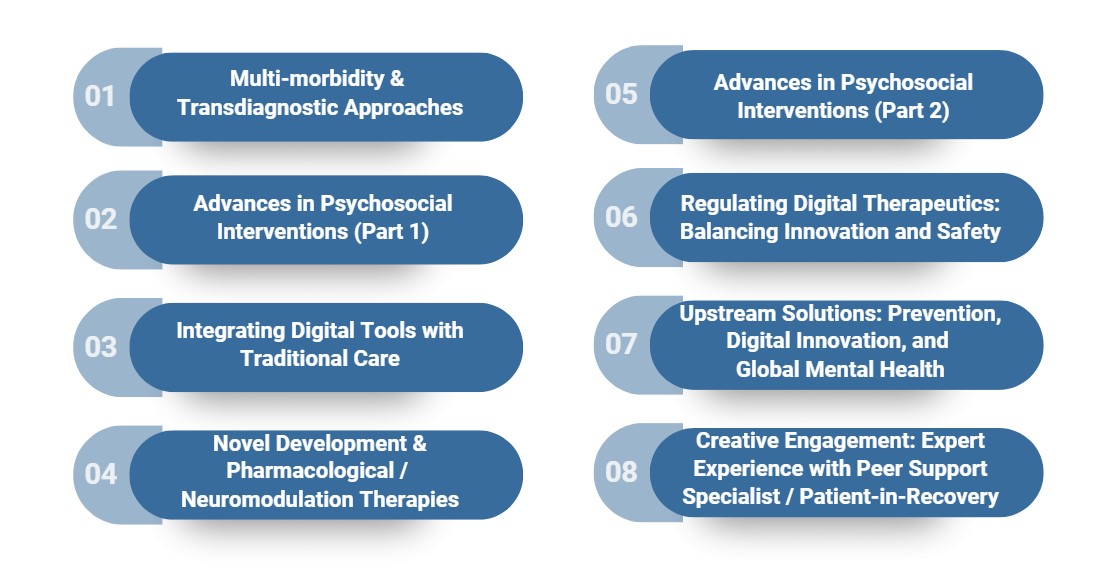 01
Multi-morbidity &
Transdiagnostic Approaches
02
Advances in Psychosocial
Interventions (Part 1)
03
Integrating Digital Tools with
Traditional Care
04
Novel Development &
Pharmacological /
Neuromodulation Therapies
05
Advances in Psychosocial
Interventions (Part 2)
06
Regulating Digital Therapeutics:
Balancing Innovation and Safety
07
Upstream Solutions: Prevention,
Digital Innovation, and
Global Mental Health
08
Creative Engagement: Expert
Experience with Peer Support
Specialist / Patient-in-Recovery